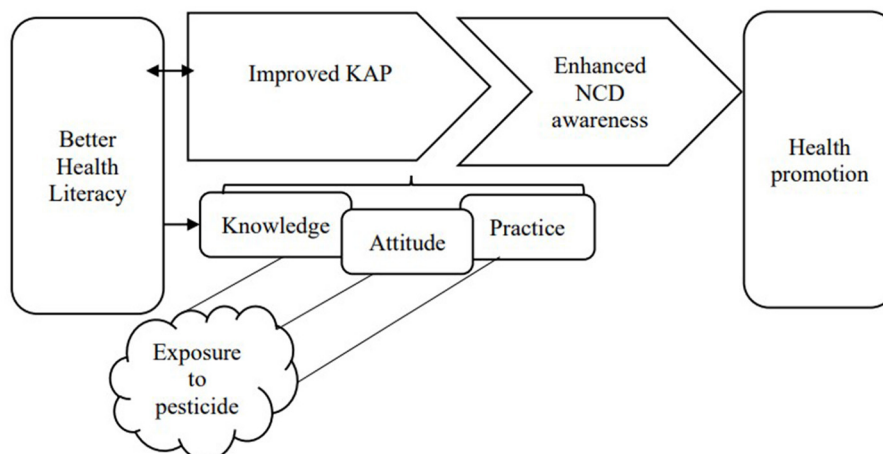 Better
Health
Literacy
Improved KAP
Enhanced
NCD
awareness
Health
promotion
Knowledge
Attitude
Practice
Exposure
to
pesticide